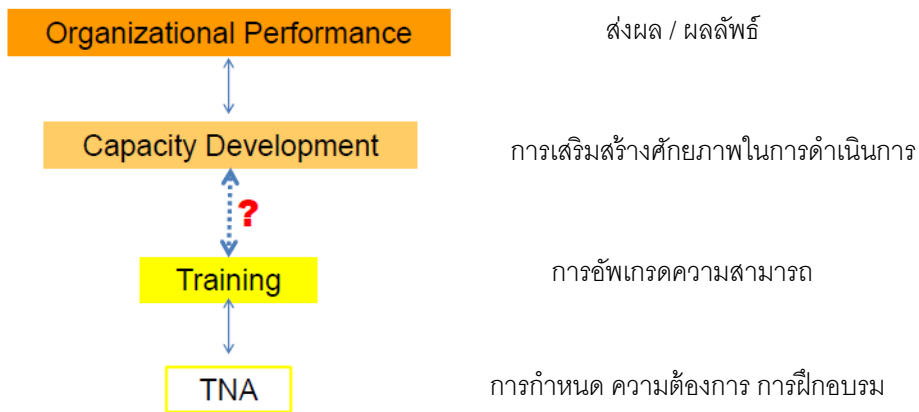 Organizational Performance ส่งผล / ผลลัพธ์
Capacity Development การเสริมสร้างศักยภาพในการดำเนินการ
?
Training การอัพเกรดความสามารถ
TNA การกำหนด ความต้องการ การฝึกอบรม